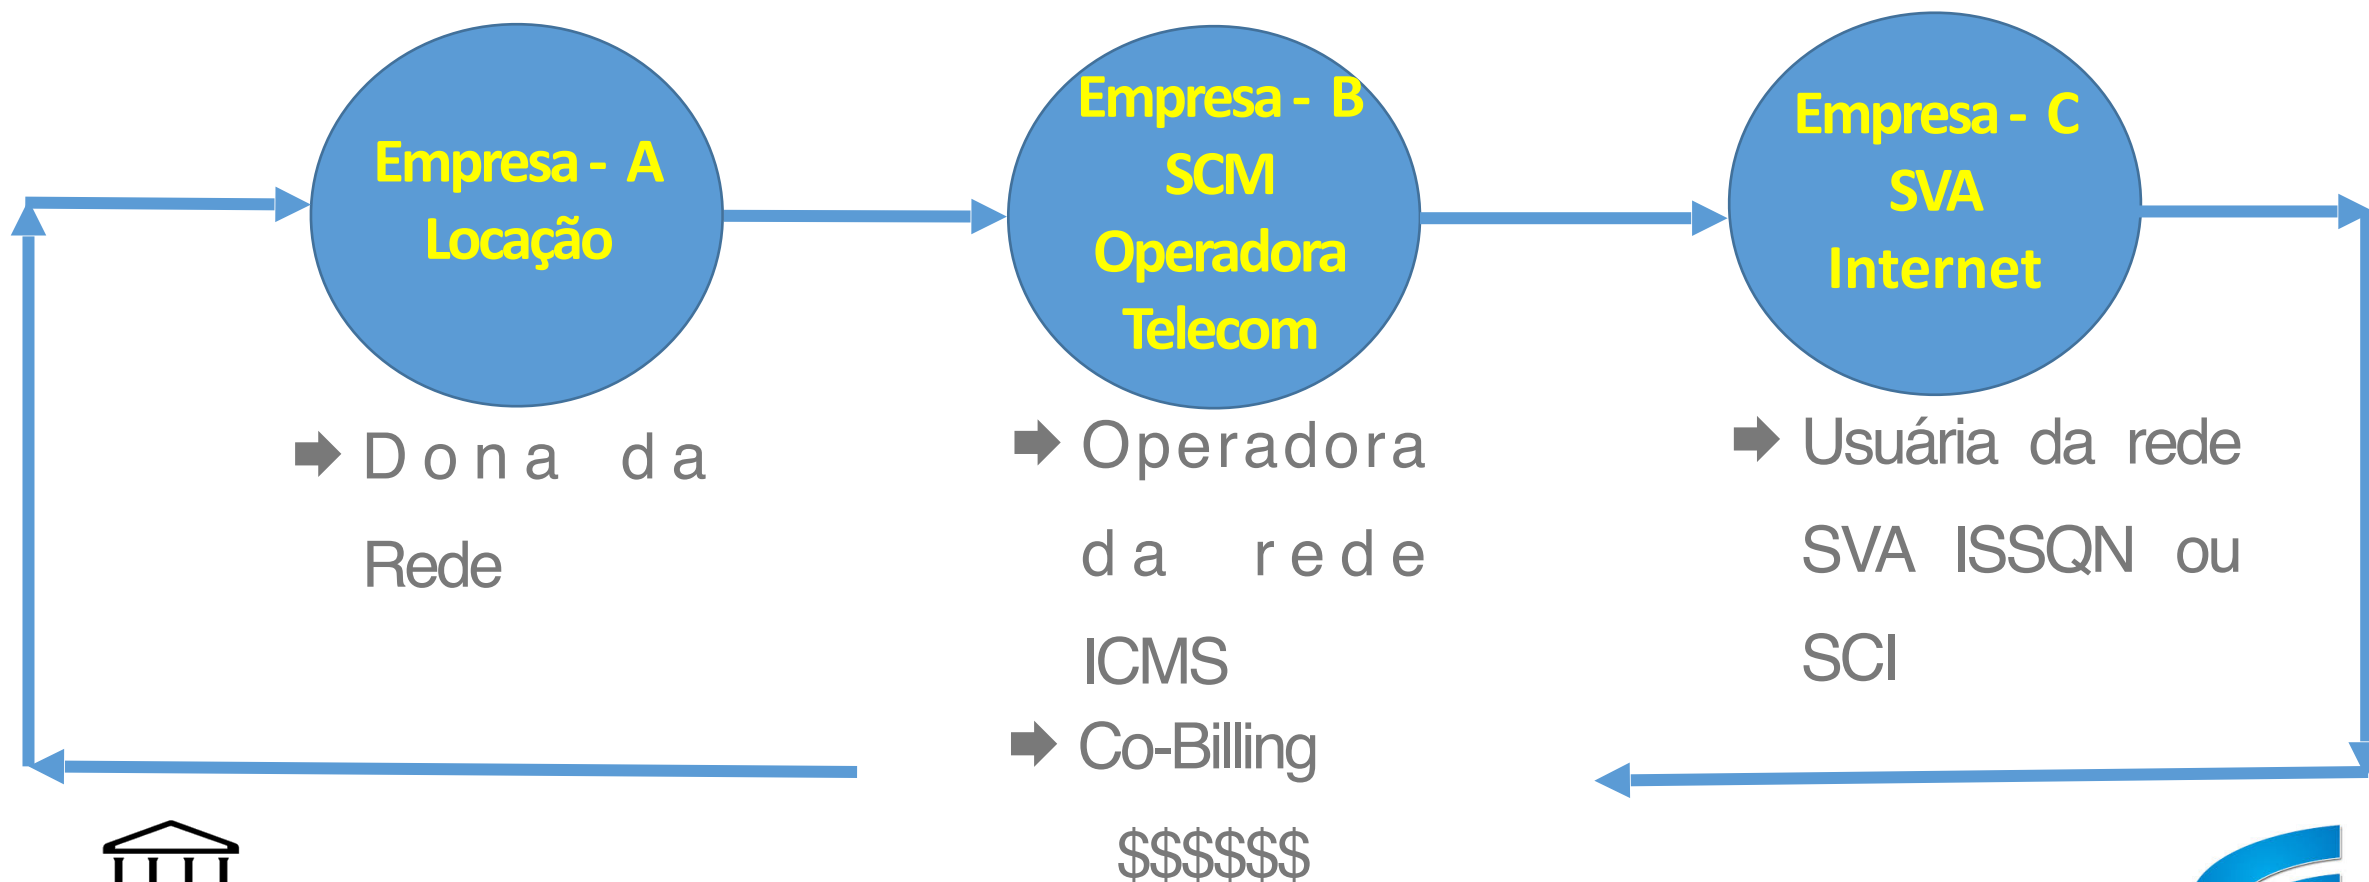 Empresa - A
Locação
Empresa - B
SCM
Operadora
Telecom
Empresa - C
SVA
Internet
Dona da
Rede
Operadora
da rede
ICMS
Co-Billing
$$$$$$
Usuária da rede
SVA ISSQN ou
SCI